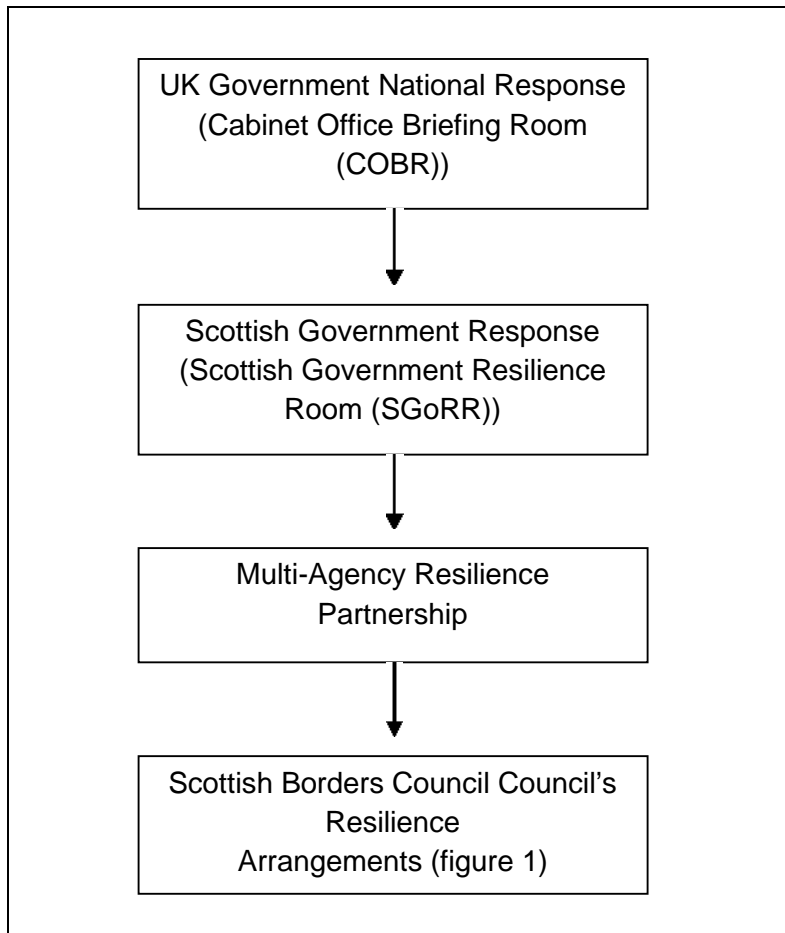 UK Government National Response
(Cabinet Office Briefing Room
(COBR))
Scottish Government Response
(Scottish Government Resilience
Room (SGoRR))
Multi-Agency Resilience
Partnership
Scottish Borders Council Council’s
Resilience
Arrangements (figure 1)